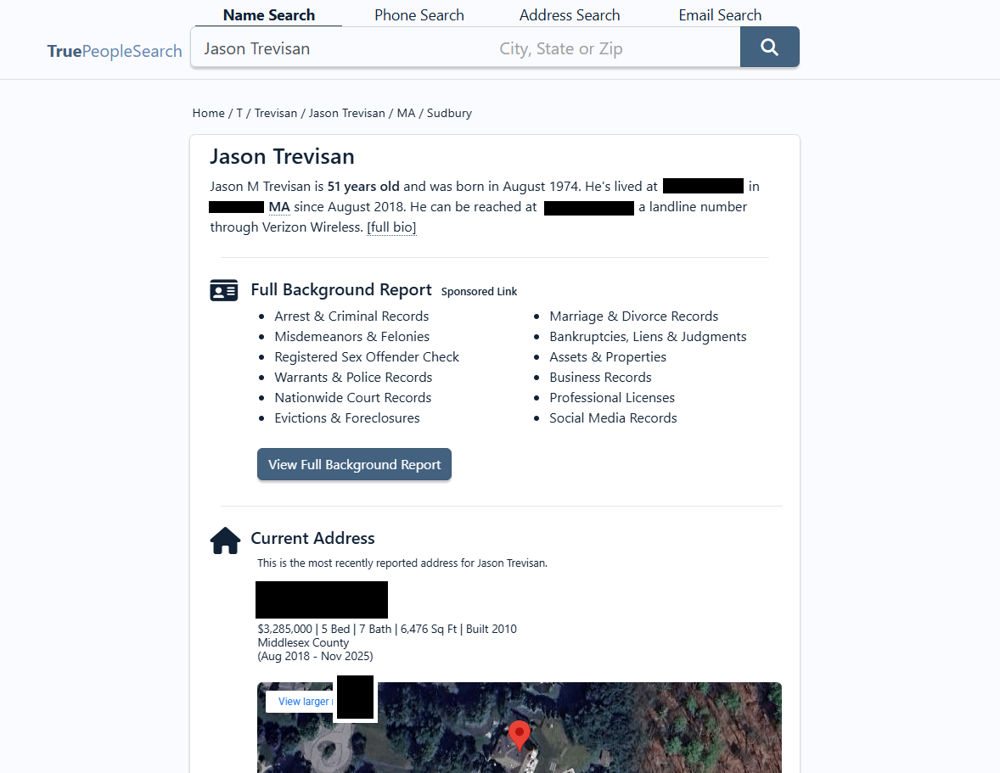 Name Search Phone Search Address Search Email Search
TruePeopleSearch Jason Trevisan City, State or Zip
Home / T / Trevisan / Jason Trevisan / MA / Sudbury
Jason Trevisan
Jason M Trevisan is 51 years old and was born in August 1974. He's lived at in
MA since August 2018. He can be reached at a landline number
through Verizon Wireless. [full bio]
Full Background Report Sponsored Link
• Arrest & Criminal Records
• Misdemeanors & Felonies
• Registered Sex Offender Check
• Warrants & Police Records
• Nationwide Court Records
• Evictions & Foreclosures
• Marriage & Divorce Records
• Bankruptcies, Liens & Judgments
• Assets & Properties
• Business Records
• Professional Licenses
• Social Media Records
View Full Background Report
Current Address
This is the most recently reported address for Jason Trevisan.
$3,285,000 | 5 Bed | 7 Bath | 6,476 Sq Ft | Built 2010
Middlesex County
(Aug 2018 - Nov 2025)
View larger